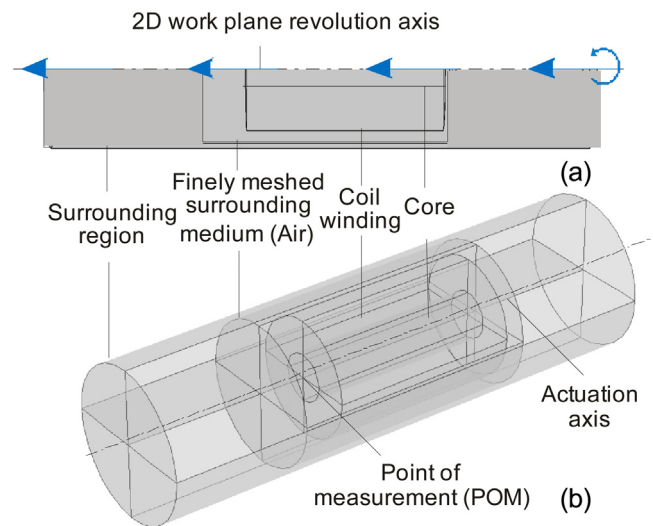 2D work plane revolution axis
(a)
Surrounding
region
Finely meshed
surrounding
medium (Air)
Coil
winding
Core
Actuation
axis
Point of
measurement (POM)
(b)